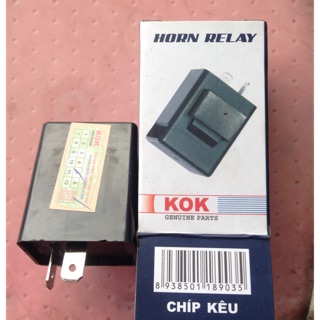 HORN RELAY
KOK
GENUINE PARTS
8 938501 189035
CHÍP KÊU